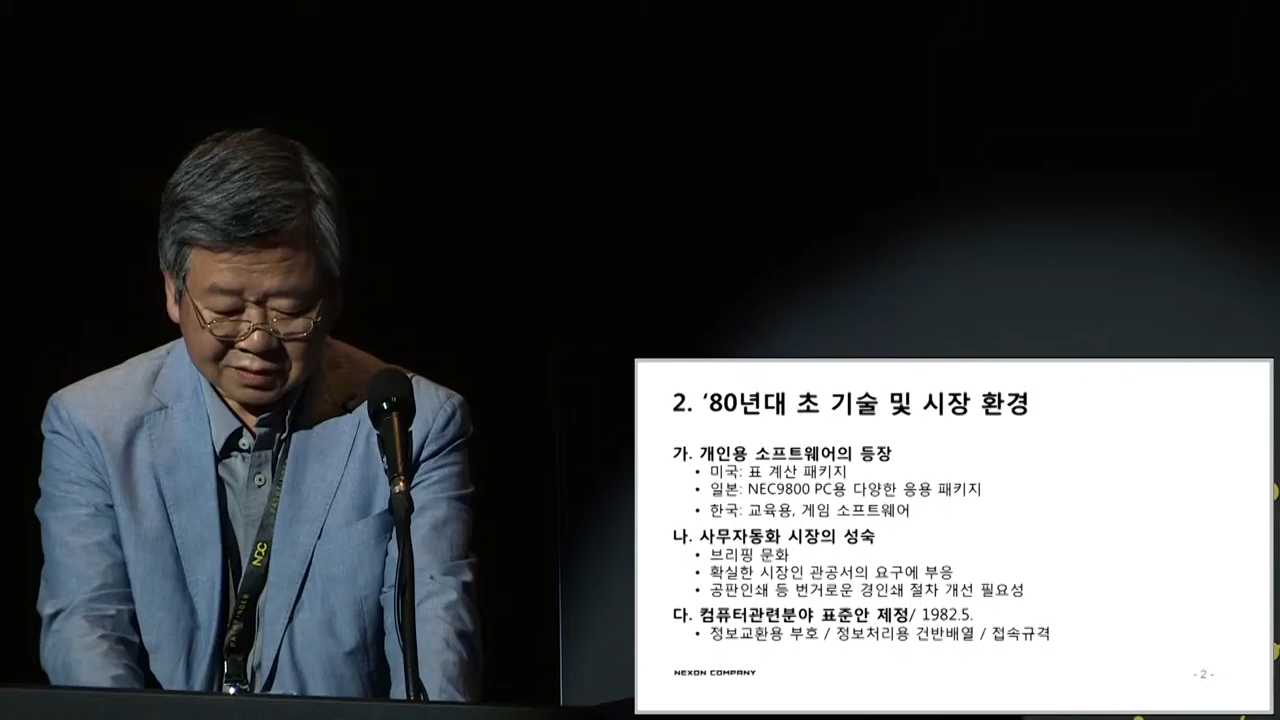 NDC
PATHFINDER
2. ‘80년대 초 기술 및 시장 환경
가. 개인용 소프트웨어의 등장
• 미국: 표 계산 패키지
• 일본: NEC9800 PC용 다양한 응용 패키지
• 한국: 교육용, 게임 소프트웨어
나. 사무자동화 시장의 성숙
• 브리핑 문화
• 확실한 시장인 관공서의 요구에 부응
• 공판인쇄 등 번거로운 경인쇄 절차 개선 필요성
다. 컴퓨터관련분야 표준안 제정/ 1982.5.
• 정보교환용 부호 / 정보처리용 건반배열 / 접속규격
NEXON COMPANY
- 2 -